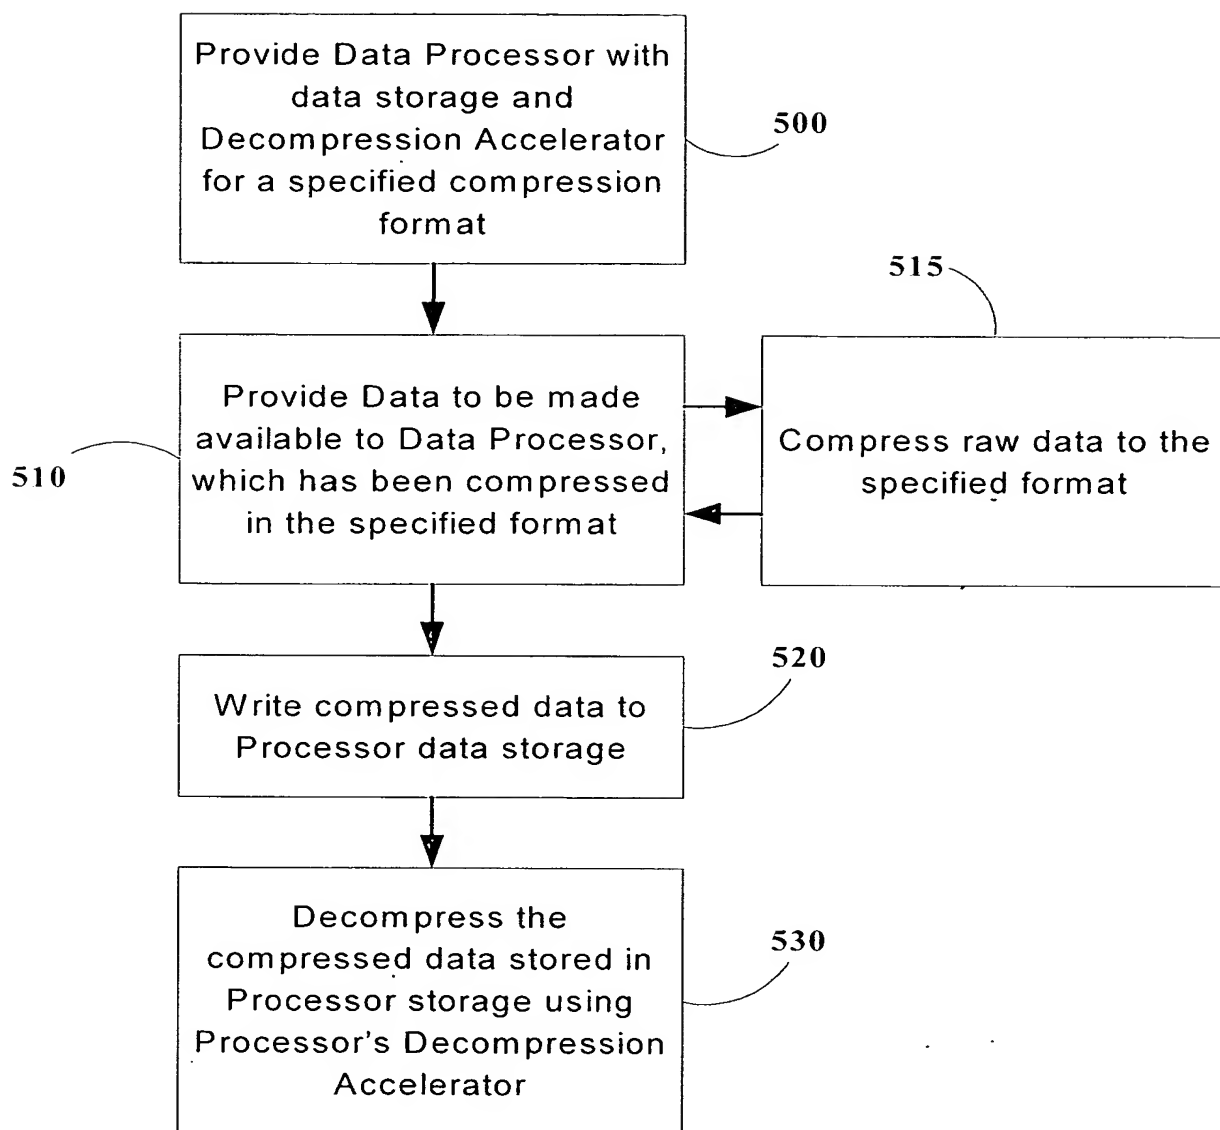 Provide Data Processor with
data storage and
Decompression Accelerator
for a specified compression
format
500
515
Provide Data to be made
available to Data Processor,
which has been compressed
in the specified format
510
Compress raw data to the
specified format
520
Write compressed data to
Processor data storage
Decompress the
compressed data stored in
Processor storage using
Processor's Decompression
Accelerator
530